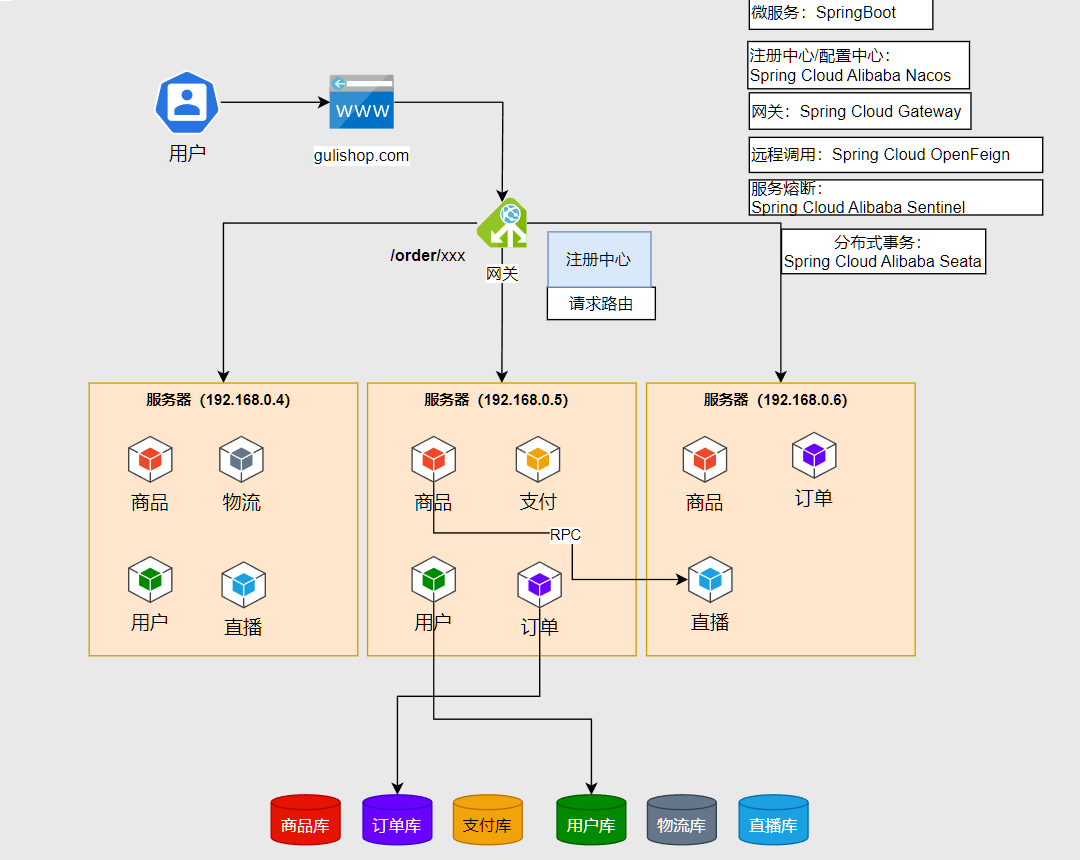 微服务：SpringBoot
注册中心/配置中心：
Spring Cloud Alibaba Nacos
网关：Spring Cloud Gateway
远程调用：Spring Cloud OpenFeign
服务熔断：
Spring Cloud Alibaba Sentinel
分布式事务：
Spring Cloud Alibaba Seata
用户
WWW
gulishop.com
/order/xxx
网关
注册中心
请求路由
服务器（192.168.0.4）
商品
物流
用户
直播
服务器（192.168.0.5）
商品
支付
RPC
用户
订单
服务器（192.168.0.6）
商品
订单
直播
商品库
订单库
支付库
用户库
物流库
直播库